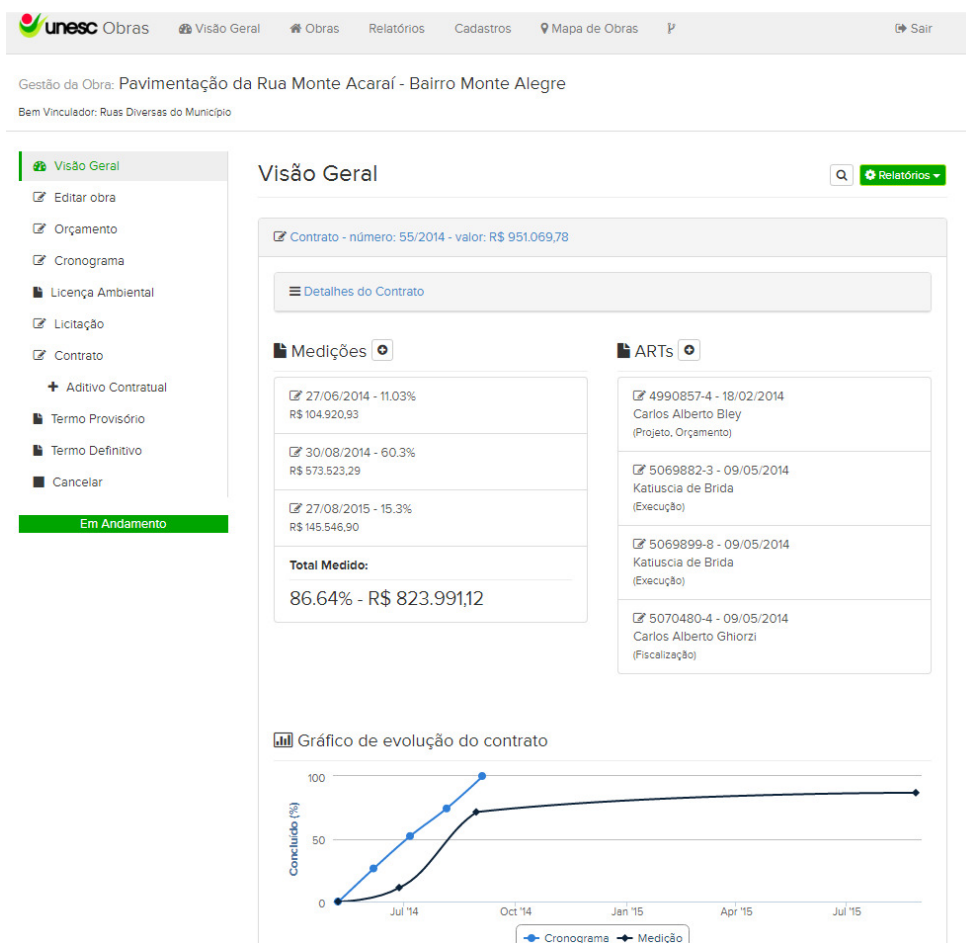 unesc Obras Visão Geral Obras Relatórios Cadastros Mapa de Obras Sair
Gestão da Obra: Pavimentação da Rua Monte Acaraí - Bairro Monte Alegre
Bem Vinculador: Ruas Diversas do Município
Visão Geral
Editar obra
Orçamento
Cronograma
Licença Ambiental
Licitação
Contrato
Aditivo Contratual
Termo Provisório
Termo Definitivo
Cancelar
Em Andamento
Visão Geral
Relatórios
Contrato - número: 55/2014 - valor: R$ 951.069,78
Detalhes do Contrato
Medições
27/06/2014 - 11.03%
R$ 104.920,93
30/08/2014 - 60.3%
R$ 573.523,29
27/08/2015 - 15.3%
R$ 145.546,90
Total Medido:
86.64% - R$ 823.991,12
ARTs
4990857-4 - 18/02/2014
Carlos Alberto Bley
(Projeto, Orçamento)
5069882-3 - 09/05/2014
Katiuscia de Brida
(Execução)
5069899-8 - 09/05/2014
Katiuscia de Brida
(Execução)
5070480-4 - 09/05/2014
Carlos Alberto Ghiorzi
(Fiscalização)
Gráfico de evolução do contrato
Concluído (%)
100
50
0
Jul '14 Oct '14 Jan '15 Apr '15 Jul '15
Cronograma Medição